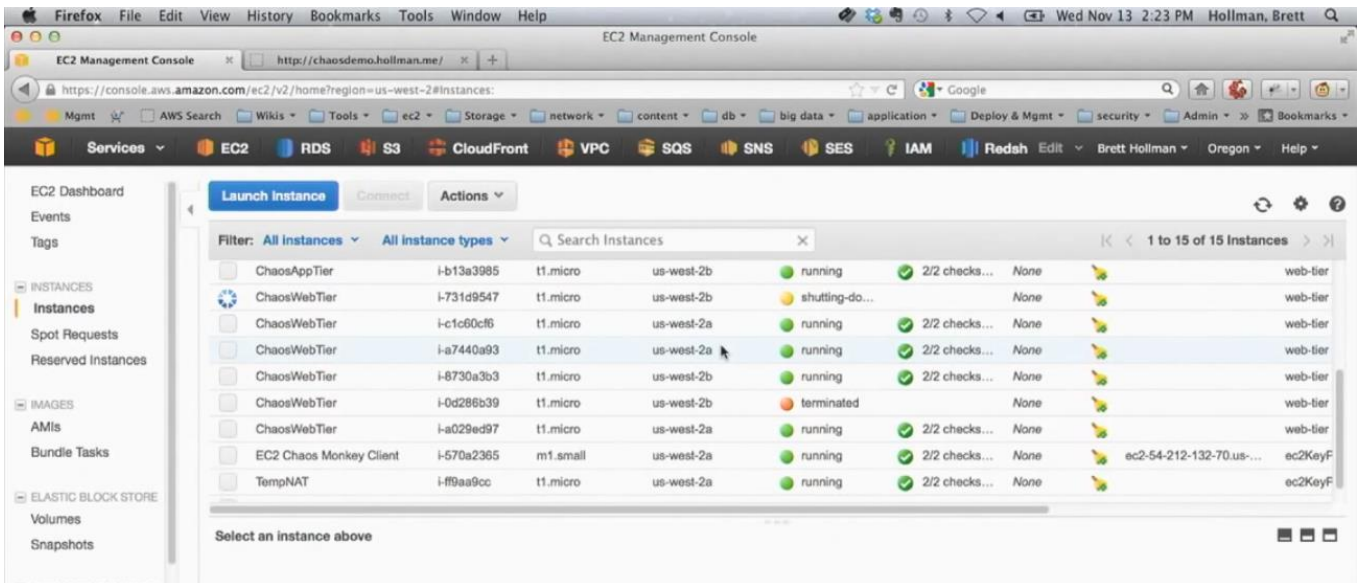 Firefox File Edit View History Bookmarks Tools Window Help Wed Nov 13 2:23 PM Hollman, Brett
EC2 Management Console
EC2 Management Console http://chaosdemo.hollman.me/
https://console.aws.amazon.com/ec2/v2/home?region=us-west-2#Instances: Google
Mgmt AWS Search Wikis Tools ec2 Storage network content db big data application Deploy & Mgmt security Admin Bookmarks
Services EC2 RDS S3 CloudFront VPC SQS SNS SES IAM Redsh Edit Brett Hollman Oregon Help
EC2 Dashboard
Events
Tags
INSTANCES
Instances
Spot Requests
Reserved Instances
IMAGES
AMIs
Bundle Tasks
ELASTIC BLOCK STORE
Volumes
Snapshots
Launch Instance Connect Actions
Filter: All instances All instance types Search Instances 1 to 15 of 15 Instances
ChaosAppTier i-b13a3985 t1.micro us-west-2b running 2/2 checks... None web-tier
ChaosWebTier i-731d9547 t1.micro us-west-2b shutting-do... None web-tier
ChaosWebTier i-c1c60cf6 t1.micro us-west-2a running 2/2 checks... None web-tier
ChaosWebTier i-a7440a93 t1.micro us-west-2a running 2/2 checks... None web-tier
ChaosWebTier i-8730a3b3 t1.micro us-west-2b running 2/2 checks... None web-tier
ChaosWebTier i-0d286b39 t1.micro us-west-2b terminated None web-tier
ChaosWebTier i-a029ed97 t1.micro us-west-2a running 2/2 checks... None web-tier
EC2 Chaos Monkey Client i-570a2365 m1.small us-west-2a running 2/2 checks... None ec2-54-212-132-70.us-... ec2KeyF
TempNAT i-ff9aa9cc t1.micro us-west-2a running 2/2 checks... None ec2KeyF
Select an instance above